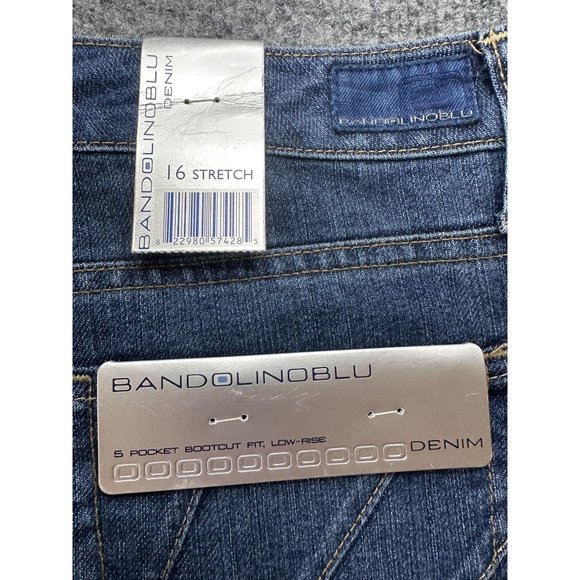 BANDOLINOBLU
DENIM
16 STRETCH
8 22980 57428 5
BANDOLINOBLU
BANDOLINOBLU
5 POCKET BOOTCUT FIT, LOW-RISE
DENIM